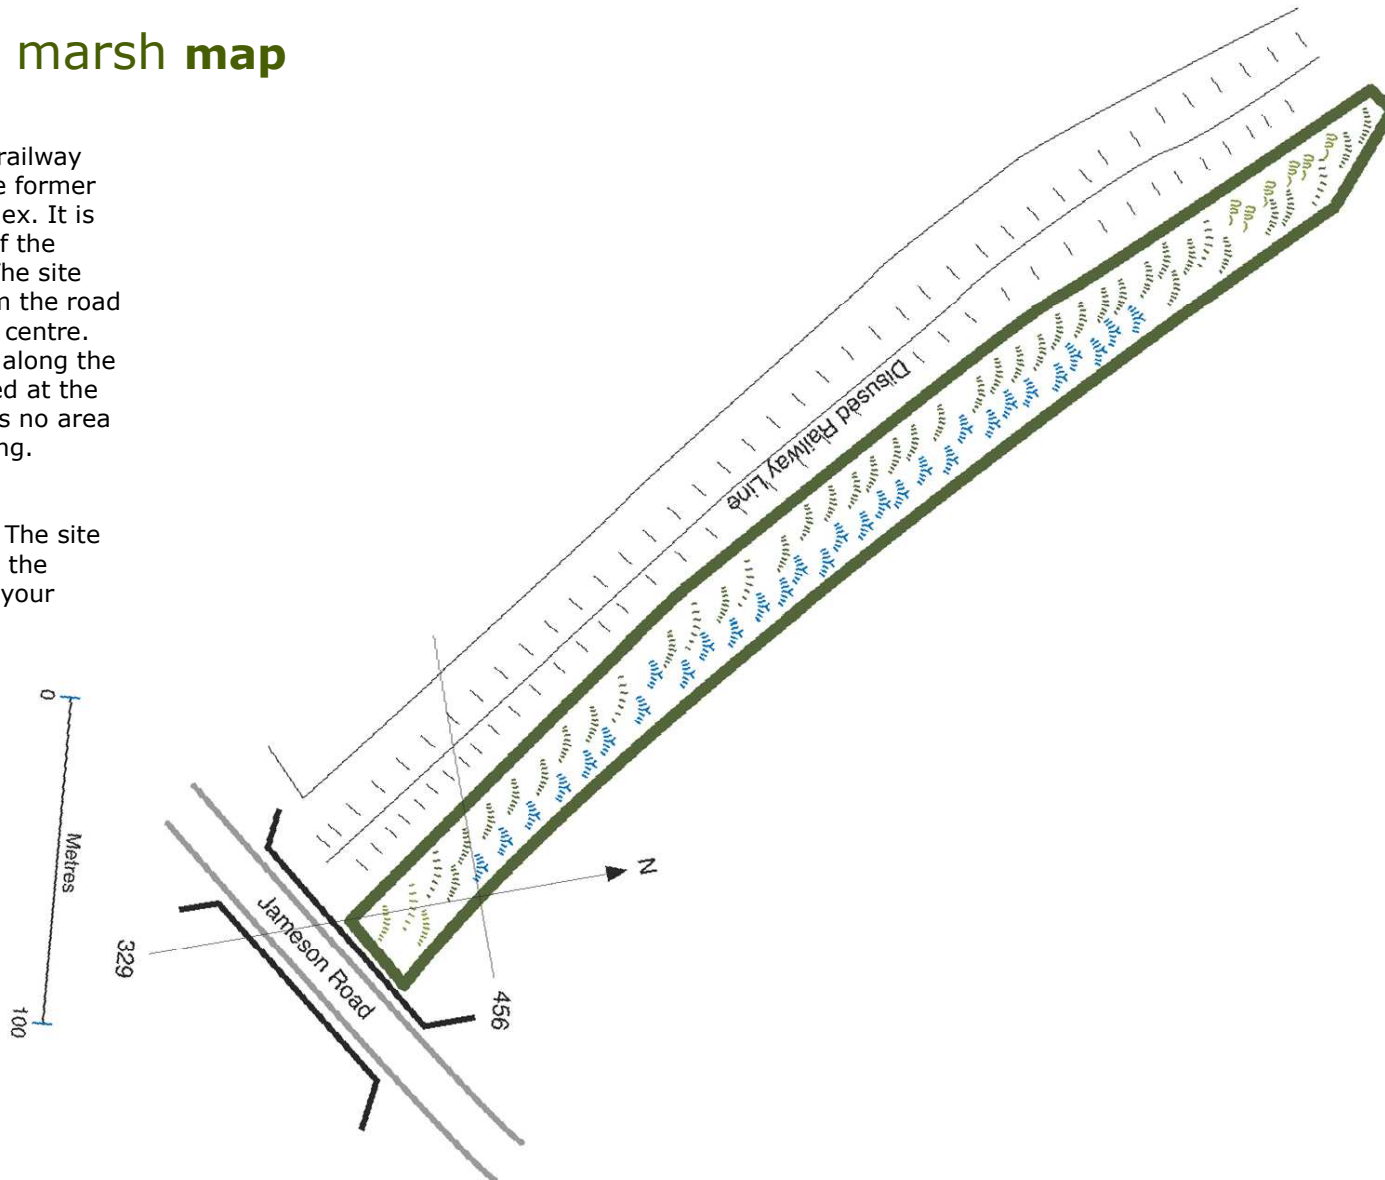 marsh map
railway
e former
ex. It is
f the
he site
n the road
centre.
along the
ed at the
s no area
ng.
The site
the
your
Disused Railway Line
0
Metres
100
N
329
Jameson Road
456